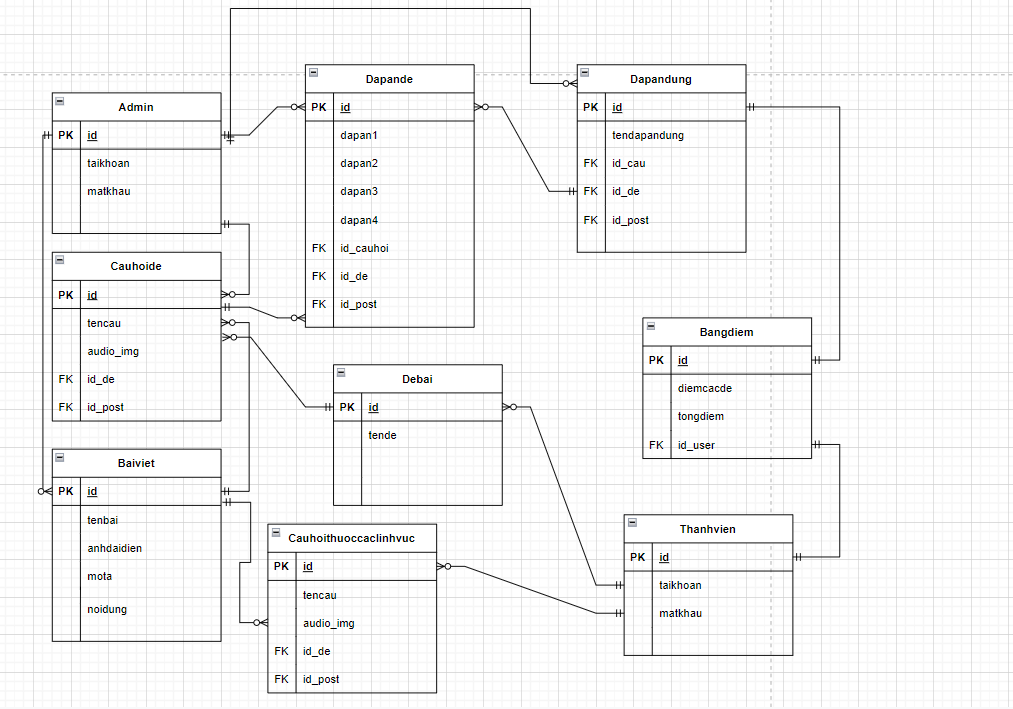 Admin
PK id
taikhoan
matkhau
Dapande
PK id
dapan1
dapan2
dapan3
dapan4
FK id_cauhoi
FK id_de
FK id_post
Dapandung
PK id
tendapandung
FK id_cau
FK id_de
FK id_post
Cauhoide
PK id
tencau
audio_img
FK id_de
FK id_post
Debai
PK id
tende
Bangdiem
PK id
diemcacde
tongdiem
FK id_user
Baiviet
PK id
tenbai
anhdaidien
mota
noidung
Cauhoithuoccaclinhvuc
PK id
tencau
audio_img
FK id_de
FK id_post
Thanhvien
PK id
taikhoan
matkhau